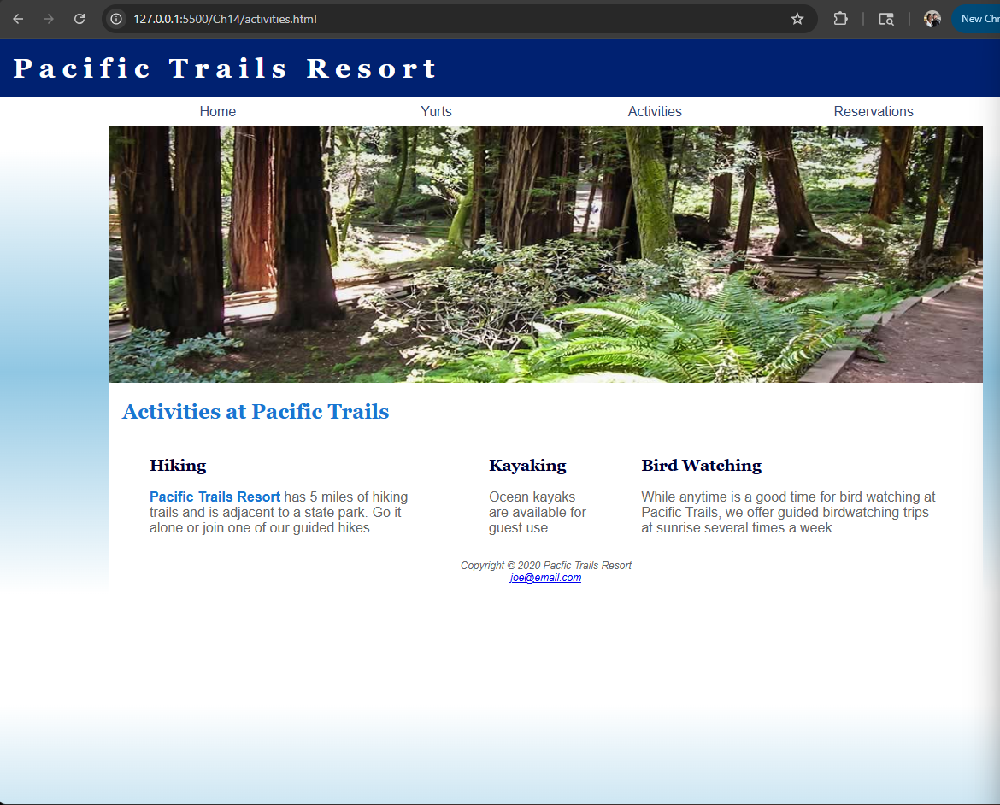 127.0.0.1:5500/Ch14/activities.html
New Chr
Pacific Trails Resort
Home Yurts Activities Reservations
Activities at Pacific Trails
Hiking
Pacific Trails Resort has 5 miles of hiking
trails and is adjacent to a state park. Go it
alone or join one of our guided hikes.
Kayaking
Ocean kayaks
are available for
guest use.
Bird Watching
While anytime is a good time for bird watching at
Pacific Trails, we offer guided birdwatching trips
at sunrise several times a week.
Copyright © 2020 Pacfic Trails Resort
joe@email.com